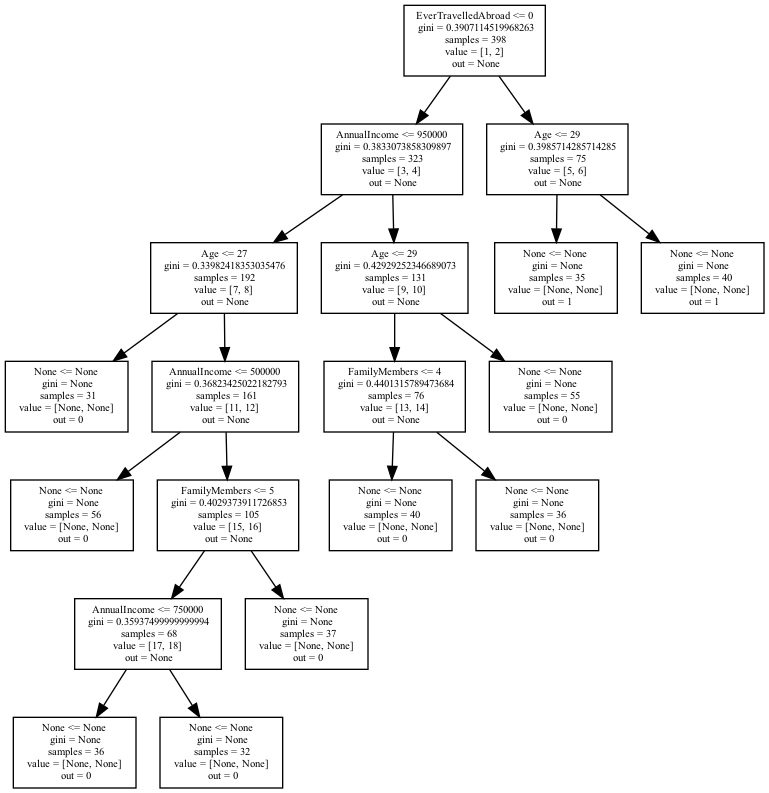 EverTravelledAbroad <= 0
gini = 0.3907114519968263
samples = 398
value = [1, 2]
out = None
AnnualIncome <= 950000
gini = 0.3833073858309897
samples = 323
value = [3, 4]
out = None
Age <= 29
gini = 0.3985714285714285
samples = 75
value = [5, 6]
out = None
Age <= 27
gini = 0.33982418353035476
samples = 192
value = [7, 8]
out = None
Age <= 29
gini = 0.42929252346689073
samples = 131
value = [9, 10]
out = None
None <= None
gini = None
samples = 35
value = [None, None]
out = 1
None <= None
gini = None
samples = 40
value = [None, None]
out = 1
None <= None
gini = None
samples = 31
value = [None, None]
out = 0
AnnualIncome <= 500000
gini = 0.36823425022182793
samples = 161
value = [11, 12]
out = None
FamilyMembers <= 4
gini = 0.4401315789473684
samples = 76
value = [13, 14]
out = None
None <= None
gini = None
samples = 55
value = [None, None]
out = 0
None <= None
gini = None
samples = 56
value = [None, None]
out = 0
FamilyMembers <= 5
gini = 0.4029373911726853
samples = 105
value = [15, 16]
out = None
None <= None
gini = None
samples = 40
value = [None, None]
out = 0
None <= None
gini = None
samples = 36
value = [None, None]
out = 0
AnnualIncome <= 750000
gini = 0.35937499999999994
samples = 68
value = [17, 18]
out = None
None <= None
gini = None
samples = 37
value = [None, None]
out = 0
None <= None
gini = None
samples = 36
value = [None, None]
out = 0
None <= None
gini = None
samples = 32
value = [None, None]
out = 0